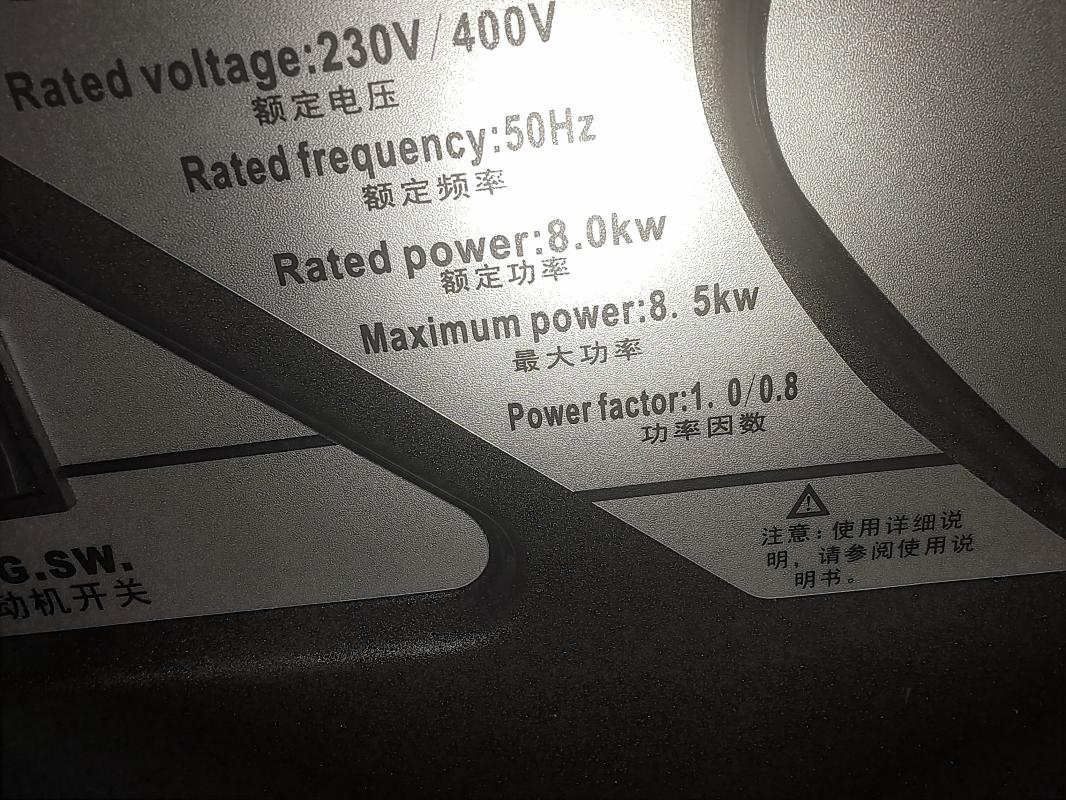 Rated voltage:230V/400V
额定电压
Rated frequency:50Hz
额定频率
Rated power:8.0kw
额定功率
Maximum power:8. 5kw
最大功率
Power factor:1. 0/0.8
功率因数
注意:使用详细说
明,请参阅使用说
明书。
G.SW.
动机开关